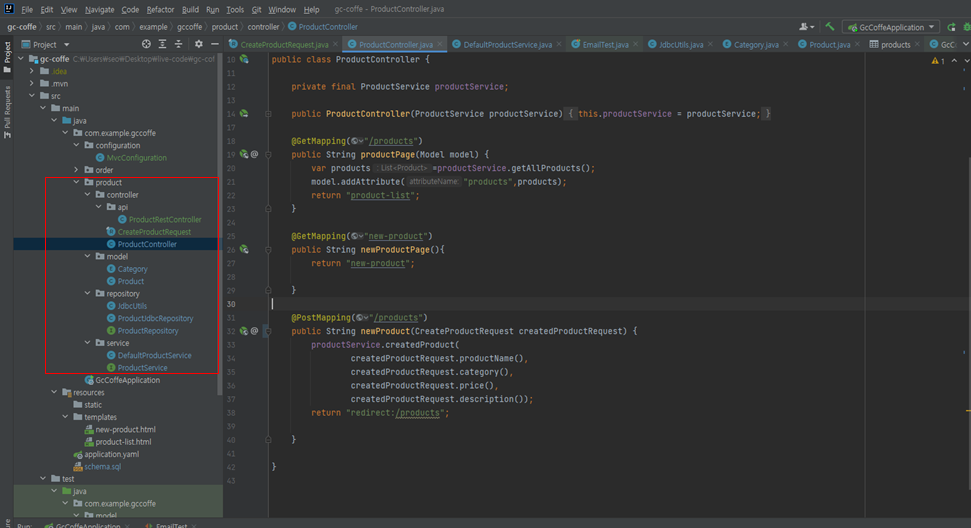 File Edit View Navigate Code Refactor Build Run Tools Git Window Help gc-coffe - ProductController.java
gc-coffe src main java com example gccoffe product controller ProductController GcCoffeApplication
Project CreateProductRequest.java ProductController.java DefaultProductService.java EmailTest.java JdbcUtils.java Category.java Product.java products GcC
Project
Pull Requests
gc-coffe C:\Users\seo\Desktop\live-code\gc-cof
.idea
.mvn
src
main
java
com.example.gccoffe
configuration
MvcConfiguration
order
product
controller
api
ProductRestController
CreateProductRequest
ProductController
model
Category
Product
repository
JdbcUtils
ProductJdbcRepository
ProductRepository
service
DefaultProductService
ProductService
GcCoffeApplication
resources
static
templates
new-product.html
product-list.html
application.yaml
schema.sql
test
java
com.example.gccoffe
model
1
10 public class ProductController {
11
12 private final ProductService productService;
13
14 public ProductController(ProductService productService) { this.productService = productService; }
17
18 @GetMapping("/products")
19 public String productPage(Model model) {
20 var products List<Product> =productService.getAllProducts();
21 model.addAttribute( attributeName: "products",products);
22 return "product-list";
23 }
24
25 @GetMapping("new-product")
26 public String newProductPage(){
27 return "new-product";
28
29 }
30
31 @PostMapping("/products")
32 public String newProduct(CreateProductRequest createdProductRequest) {
33 productService.createdProduct(
34 createdProductRequest.productName(),
35 createdProductRequest.category(),
36 createdProductRequest.price(),
37 createdProductRequest.description());
38 return "redirect:/products";
39
40 }
41
42 }
43
Run: GcCoffeApplication EmailTest